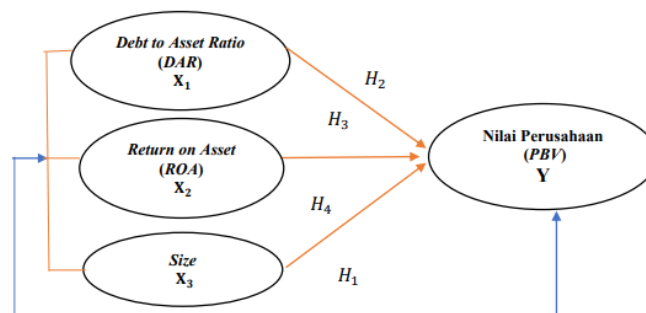 Debt to Asset Ratio
(DAR)
X₁
H₂
H₃
Return on Asset
(ROA)
X₂
Nilai Perusahaan
(PBV)
Y
H₄
Size
X₃
H₁